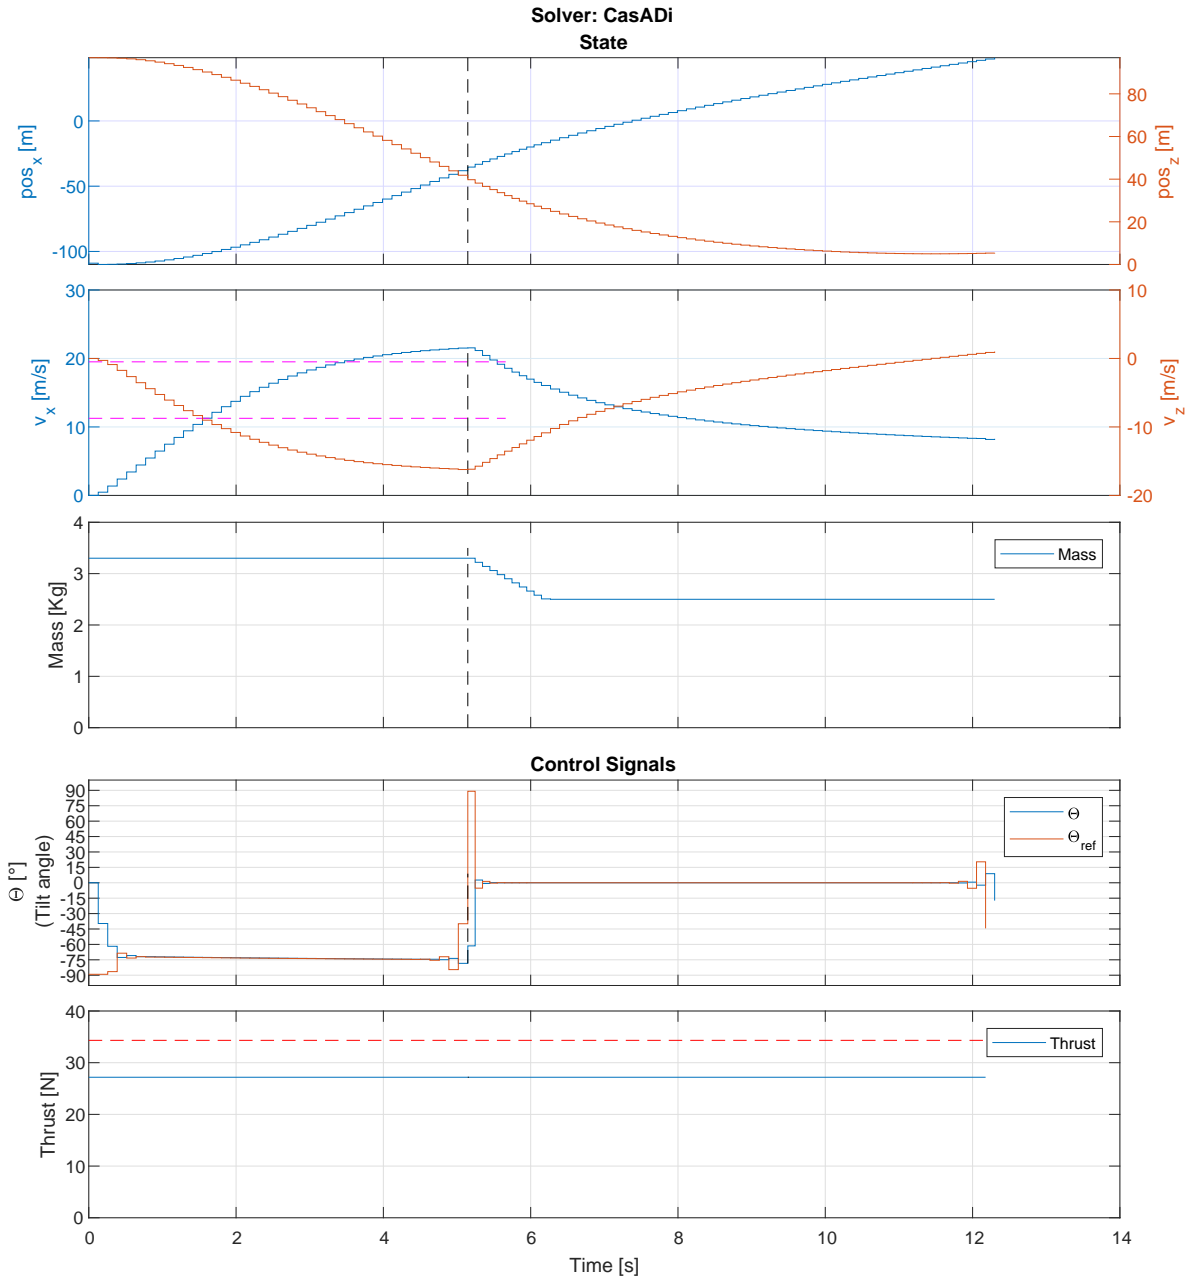 Solver: CasADi
State
0
-50
-100
pos_x [m]
80
60
40
20
0
pos_z [m]
30
20
10
0
v_x [m/s]
10
0
-10
-20
v_z [m/s]
4
3
2
1
0
Mass [Kg]
Mass
Control Signals
90
75
60
45
30
15
0
-15
-30
-45
-60
-75
-90
Θ [°]
(Tilt angle)
Θ
Θ_ref
40
30
20
10
0
Thrust [N]
Thrust
0 2 4 6 8 10 12 14
Time [s]